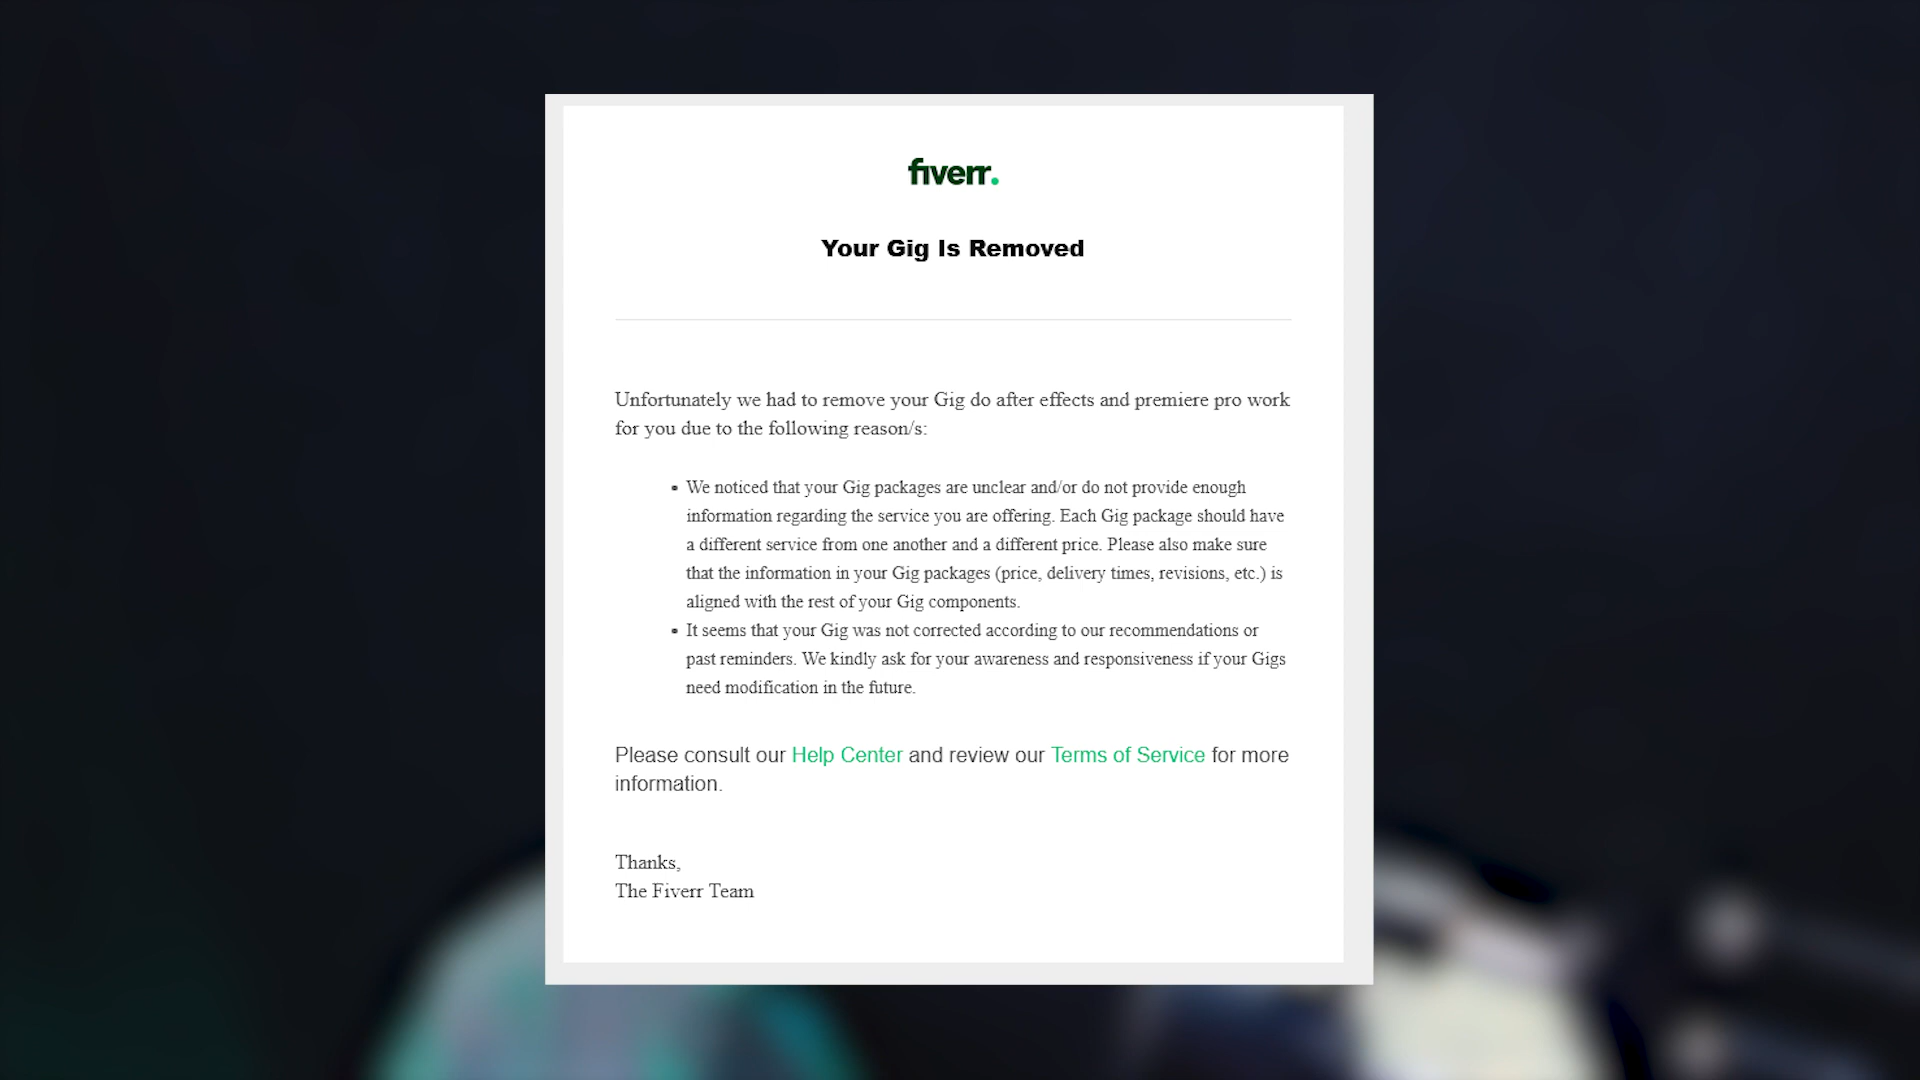 fiverr.
Your Gig Is Removed
Unfortunately we had to remove your Gig do after effects and premiere pro work
for you due to the following reason/s:
• We noticed that your Gig packages are unclear and/or do not provide enough
information regarding the service you are offering. Each Gig package should have
a different service from one another and a different price. Please also make sure
that the information in your Gig packages (price, delivery times, revisions, etc.) is
aligned with the rest of your Gig components.
• It seems that your Gig was not corrected according to our recommendations or
past reminders. We kindly ask for your awareness and responsiveness if your Gigs
need modification in the future.
Please consult our Help Center and review our Terms of Service for more
information.
Thanks,
The Fiverr Team